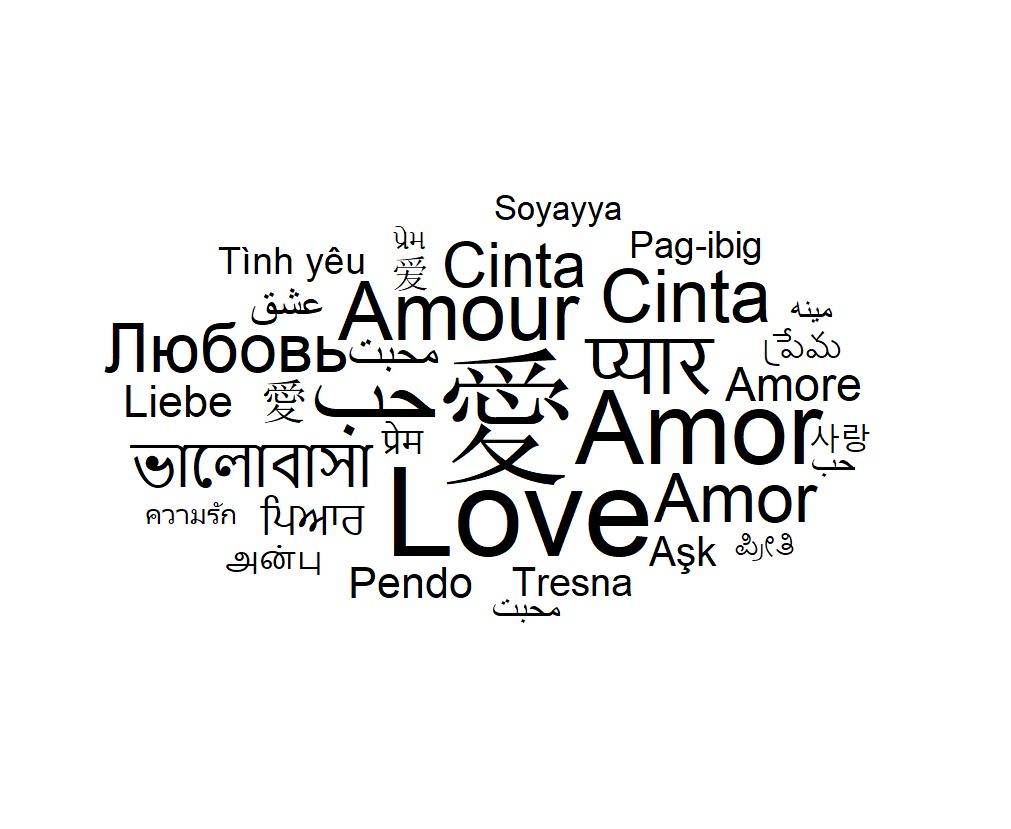 Soyayya
Pag-ibig
Tình yêu
પ્રેમ
爱
Cinta
Cinta
عشق
Amour
مينه
Любовь
محبت
प्यार
ప్రేమ
Liebe
愛
حب
愛
Amore
प्रेम
Amor
사랑
حب
ভালোবাসা
Love
Amor
ความรัก
ਪਿਆਰ
அன்பு
Aşk
ಪ್ರೀತಿ
Pendo
Tresna
محبت